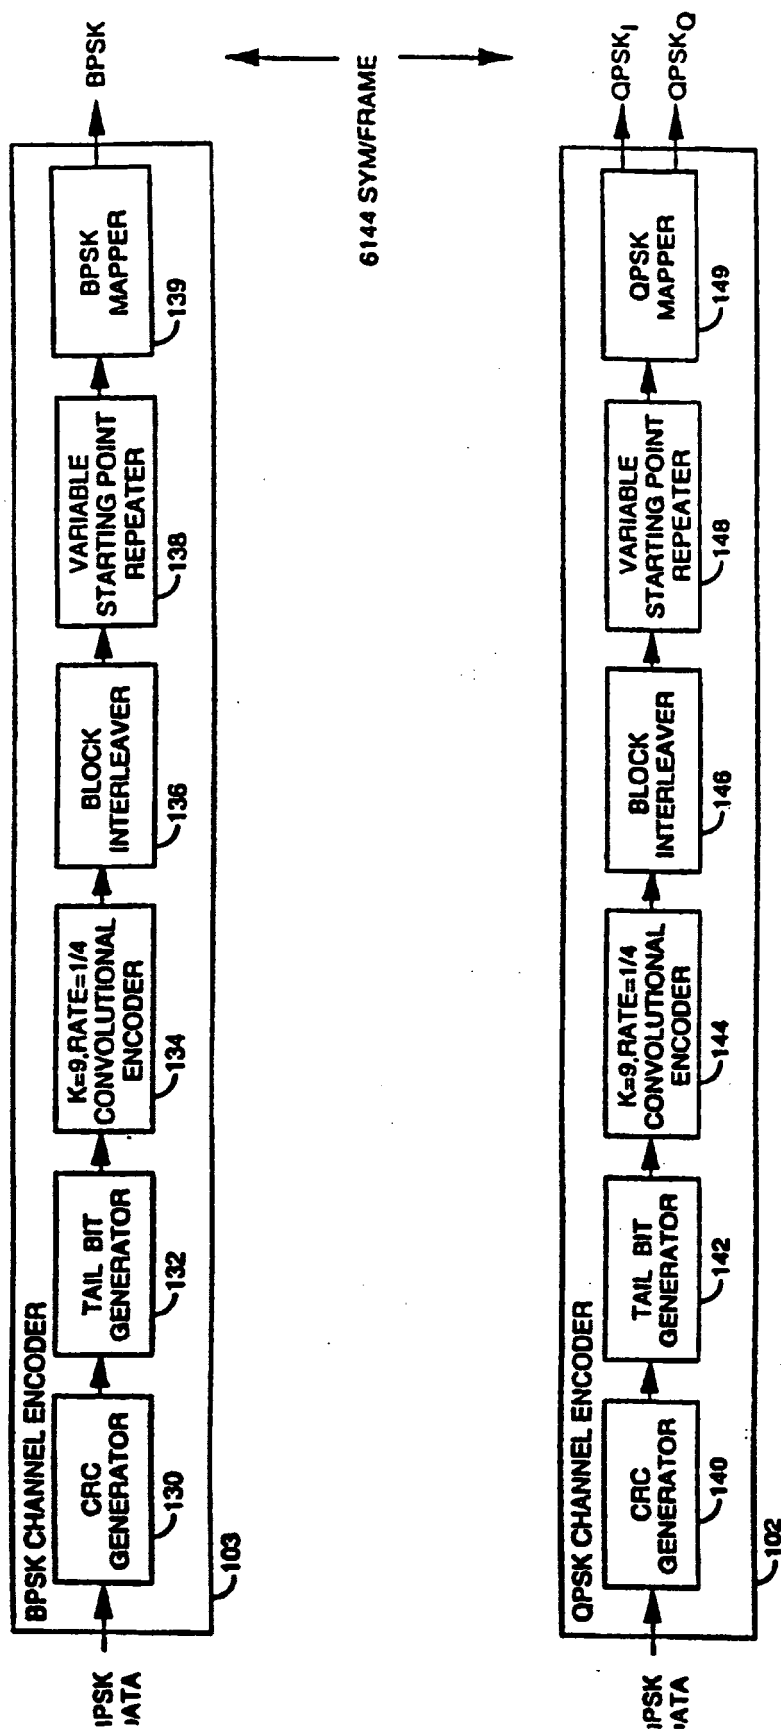 BPSK CHANNEL ENCODER
CRC
GENERATOR
130
TAIL BIT
GENERATOR
132
K=9,RATE=1/4
CONVOLUTIONAL
ENCODER
134
BLOCK
INTERLEAVER
136
VARIABLE
STARTING POINT
REPEATER
138
BPSK
MAPPER
139
BPSK
103
6144 SYM/FRAME
QPSK CHANNEL ENCODER
CRC
GENERATOR
140
TAIL BIT
GENERATOR
142
K=9,RATE=1/4
CONVOLUTIONAL
ENCODER
144
BLOCK
INTERLEAVER
146
VARIABLE
STARTING POINT
REPEATER
148
QPSK
MAPPER
149
QPSKI
QPSKQ
102